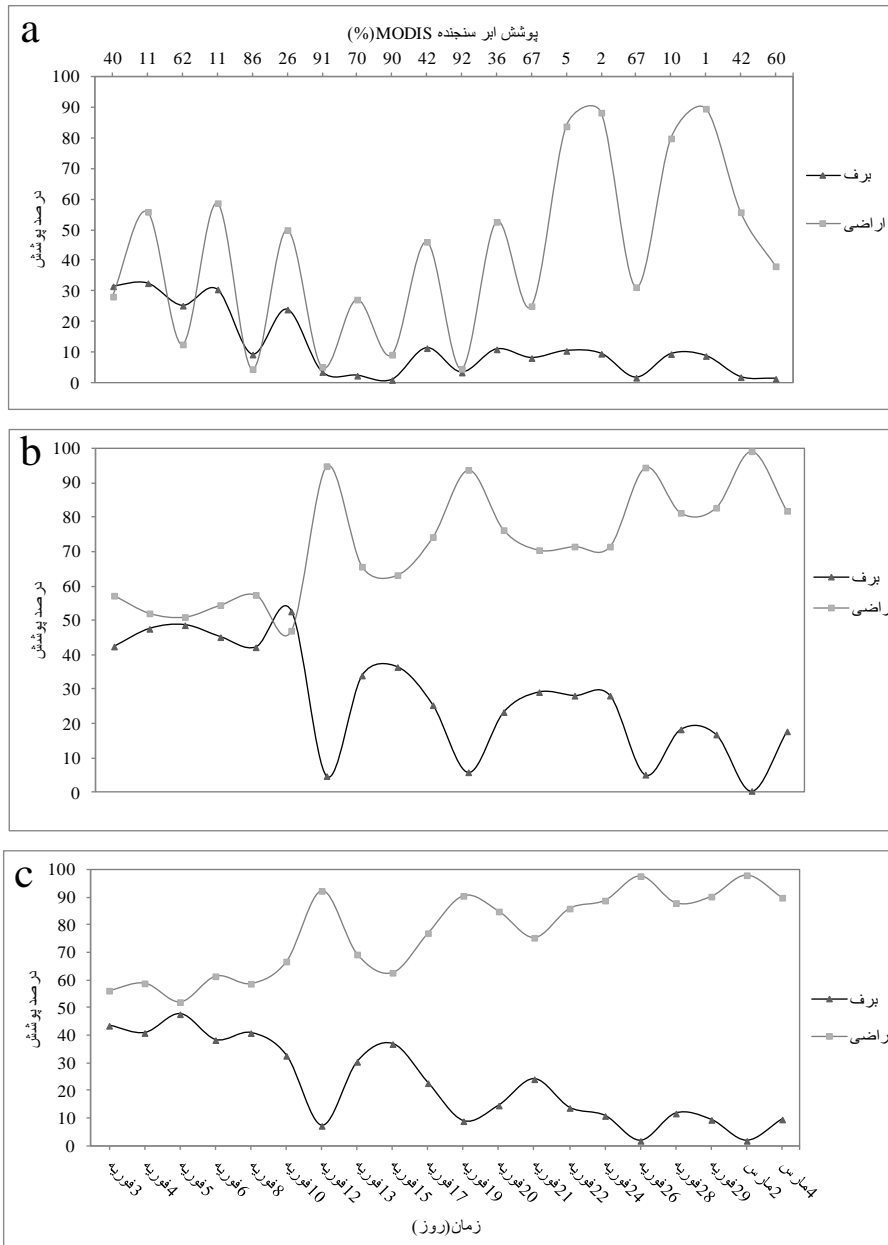 a
پوشش ابر سنجنده MODIS(%)
40 11 62 11 86 26 91 70 90 42 92 36 67 5 2 67 10 1 42 60
100
90
80
70
60
50
40
30
20
10
0
درصد پوشش
برف
اراضی
b
100
90
80
70
60
50
40
30
20
10
0
درصد پوشش
برف
راضی
c
100
90
80
70
60
50
40
30
20
10
0
درصد پوشش
برف
راضی
3فوریه 4فوریه 5فوریه 6فوریه 8فوریه 10فوریه 12فوریه 13فوریه 15فوریه 17فوریه 19فوریه 20فوریه 21فوریه 22فوریه 24فوریه 26فوریه 28فوریه 29فوریه 2مارس 4مارس
زمان(روز)